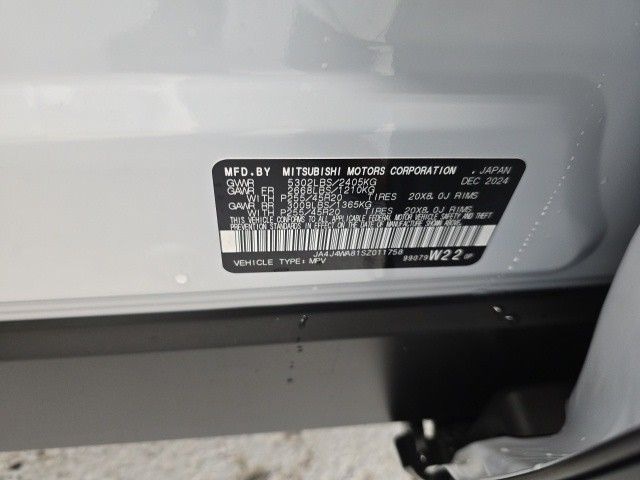 MFD.BY MITSUBISHI MOTORS CORPORATION , JAPAN
GVWR 5302LBS/2405KG DEC 2024
GAWR FR 2668LBS/1210KG
WITH P255/45R20 TIRES 20X8.0J RIMS
GAWR RR 3009LBS/1365KG
WITH P255/45R20 TIRES 20X8.0J RIMS
THIS VEHICLE CONFORMS TO ALL APPLICABLE FEDERAL MOTOR VEHICLE SAFETY, BUMPER, AND THEFT
PREVENTION STANDARDS IN EFFECT ON THE DATE OF MANUFACTURE SHOWN ABOVE.
JA4J4WA81SZ011758
VEHICLE TYPE: MPV 99079 W22